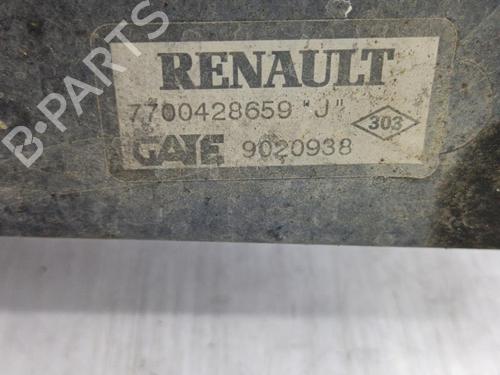 RENAULT
7700428659 "J"
303
GATE 9020938
B-PARTS